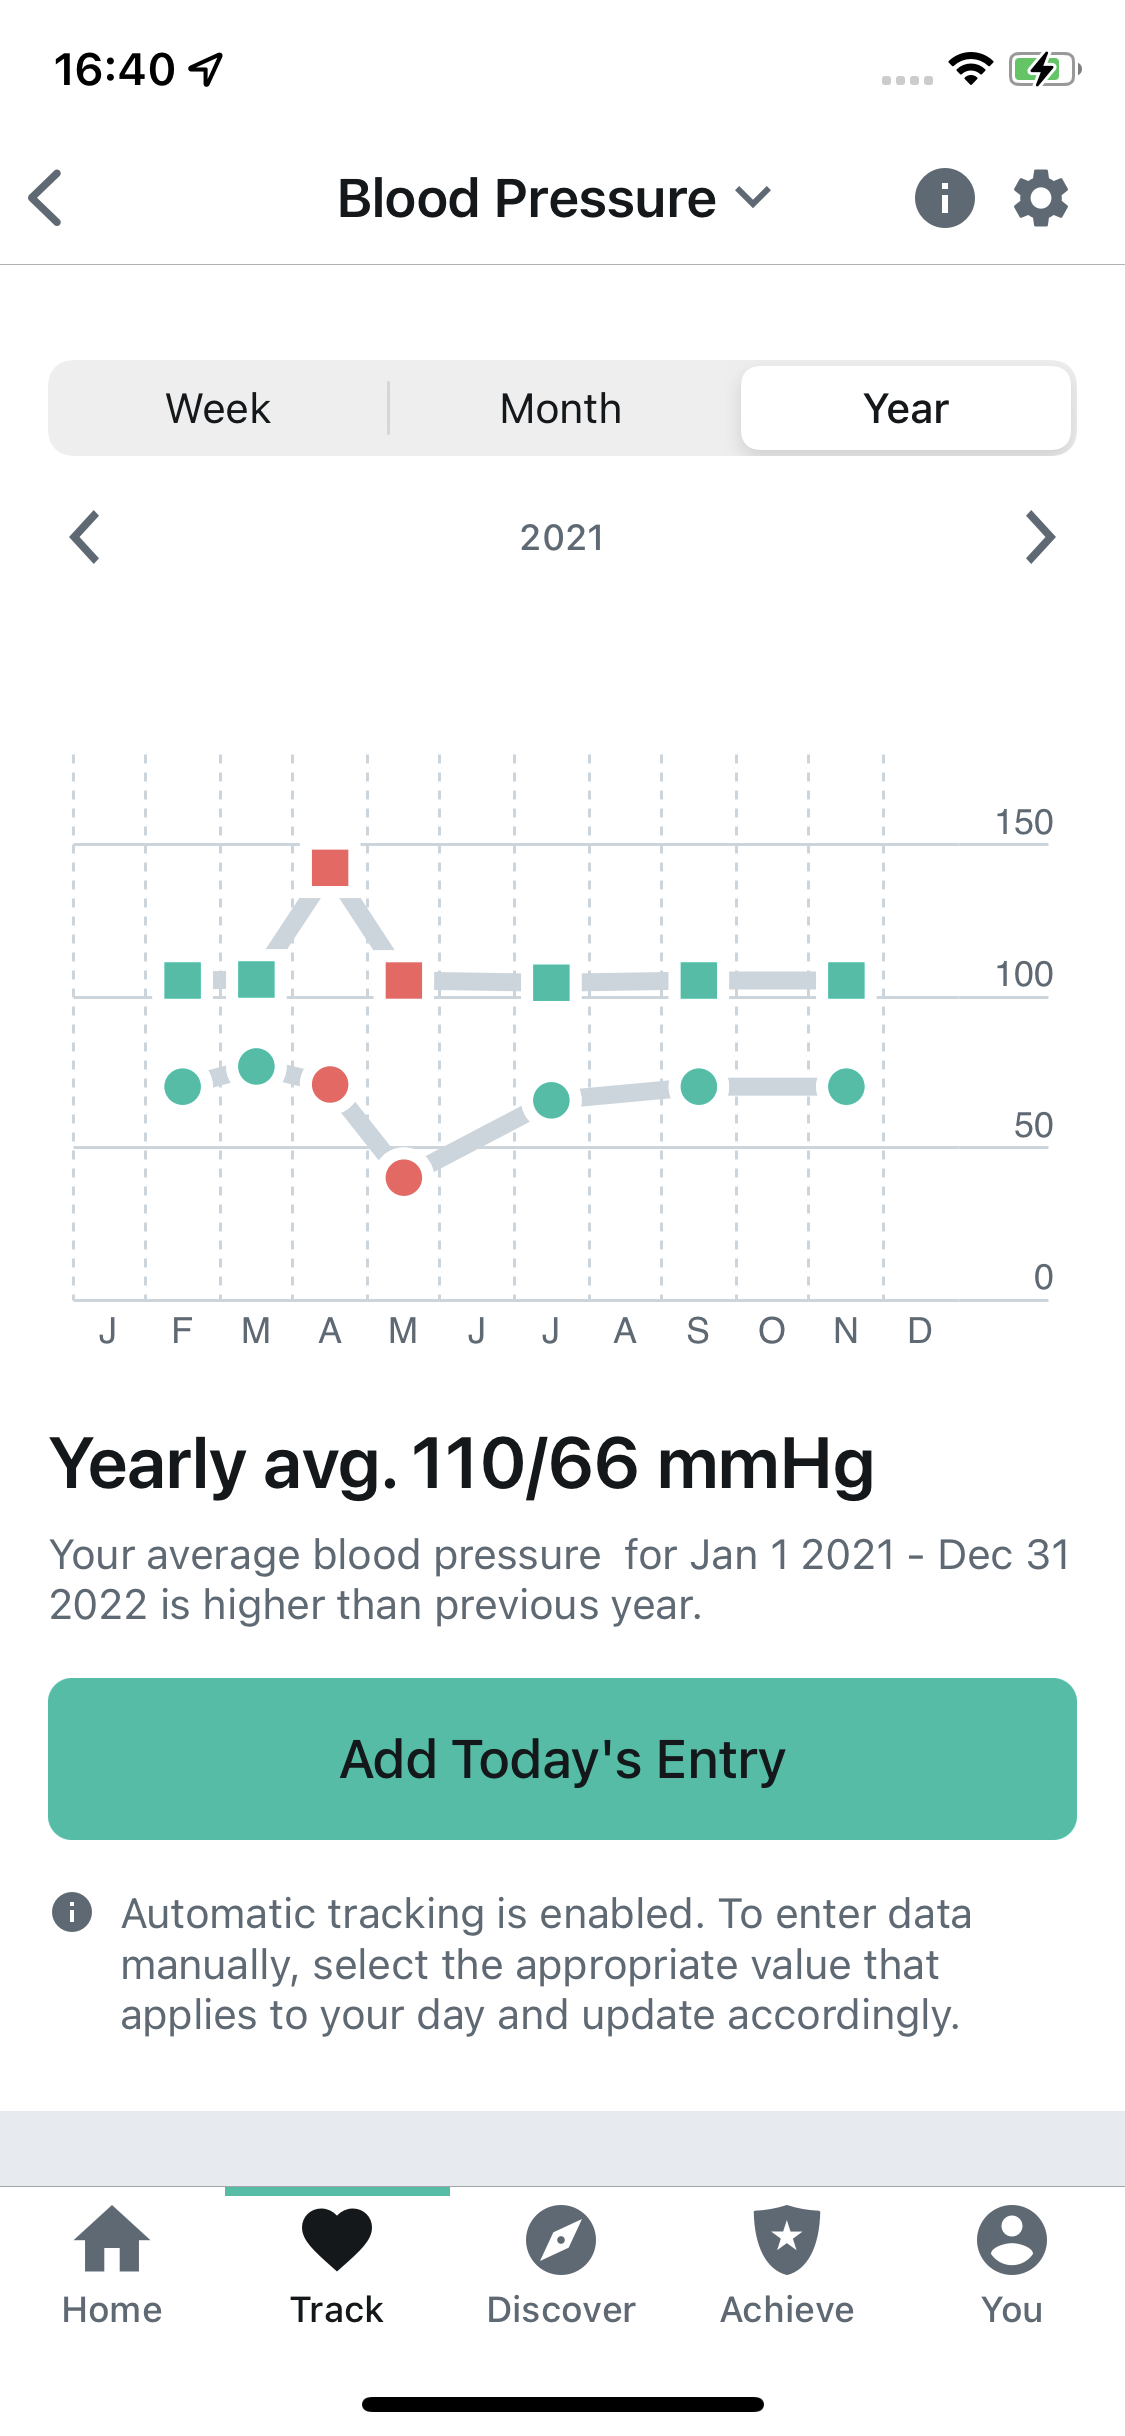 16:40
Blood Pressure
Week Month Year
2021
150
100
50
0
J F M A M J J A S O N D
Yearly avg. 110/66 mmHg
Your average blood pressure  for Jan 1 2021 - Dec 31
2022 is higher than previous year.
Add Today's Entry
Automatic tracking is enabled. To enter data
manually, select the appropriate value that
applies to your day and update accordingly.
Home Track Discover Achieve You